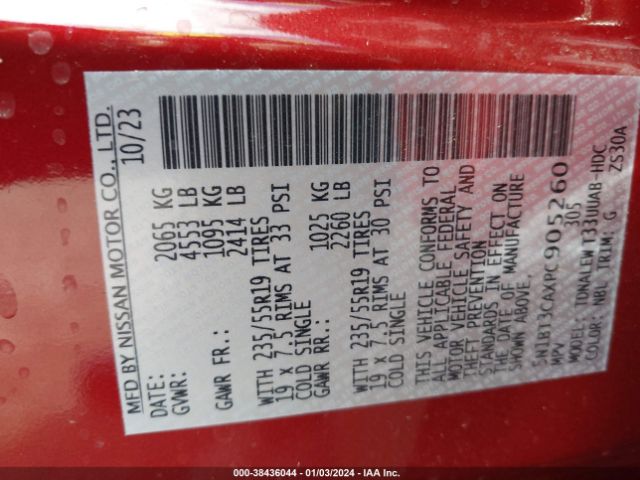 MFD BY NISSAN MOTOR CO., LTD.
DATE: 10/23
GVWR: 2065 KG
4553 LB
GAWR FR.: 1095 KG
2414 LB
WITH 235/55R19 TIRES
19 x 7.5 RIMS AT 33 PSI
COLD SINGLE
GAWR RR.: 1025 KG
2260 LB
WITH 235/55R19 TIRES
19 x 7.5 RIMS AT 30 PSI
COLD SINGLE
THIS VEHICLE CONFORMS TO
ALL APPLICABLE FEDERAL
MOTOR VEHICLE SAFETY AND
THEFT PREVENTION
STANDARDS IN EFFECT ON
THE DATE OF MANUFACTURE
SHOWN ABOVE.
5N1BT3CAXPC905260
MPV 305
MODEL: TDNALEWT33UUAB-HDC
COLOR: NBL TRIM: G ZS30A
000-38436044 - 01/03/2024 - IAA Inc.